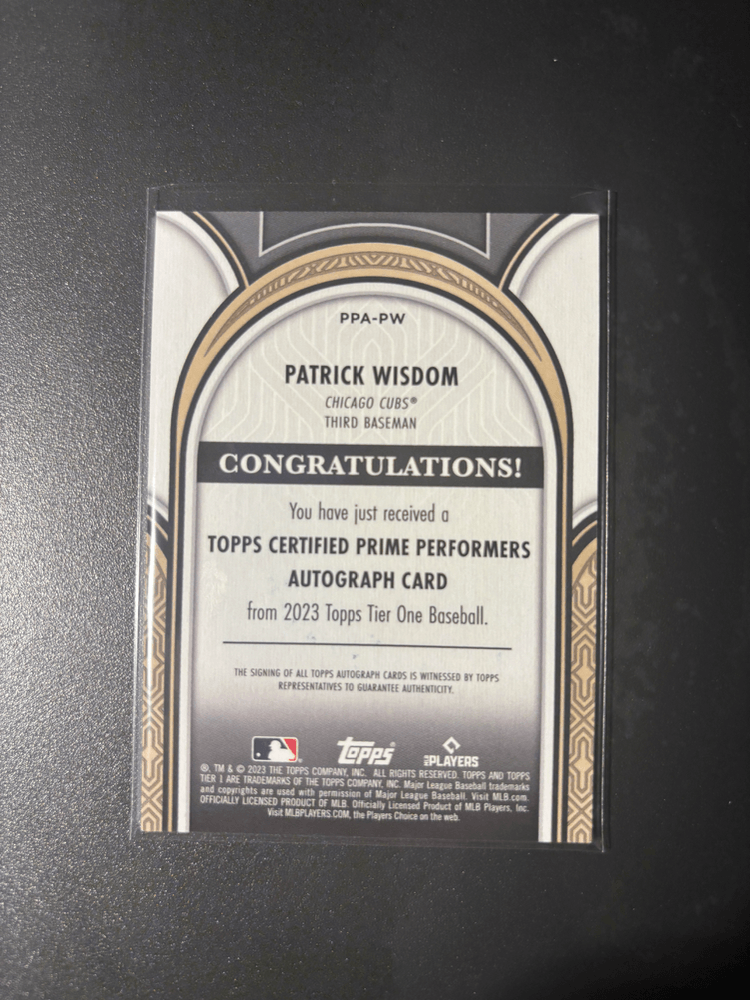 PPA-PW
PATRICK WISDOM
CHICAGO CUBS®
THIRD BASEMAN
CONGRATULATIONS!
You have just received a
TOPPS CERTIFIED PRIME PERFORMERS
AUTOGRAPH CARD
from 2023 Topps Tier One Baseball.
THE SIGNING OF ALL TOPPS AUTOGRAPH CARDS IS WITNESSED BY TOPPS
REPRESENTATIVES TO GUARANTEE AUTHENTICITY.
topps
MLB PLAYERS
®, TM & © 2023 THE TOPPS COMPANY, INC. ALL RIGHTS RESERVED. TOPPS AND TOPPS
TIER 1 ARE TRADEMARKS OF THE TOPPS COMPANY, INC. Major League Baseball trademarks
and copyrights are used with permission of Major League Baseball. Visit MLB.com.
OFFICIALLY LICENSED PRODUCT OF MLB. Officially Licensed Product of MLB Players, Inc.
Visit MLBPLAYERS.COM, the Players Choice on the web.